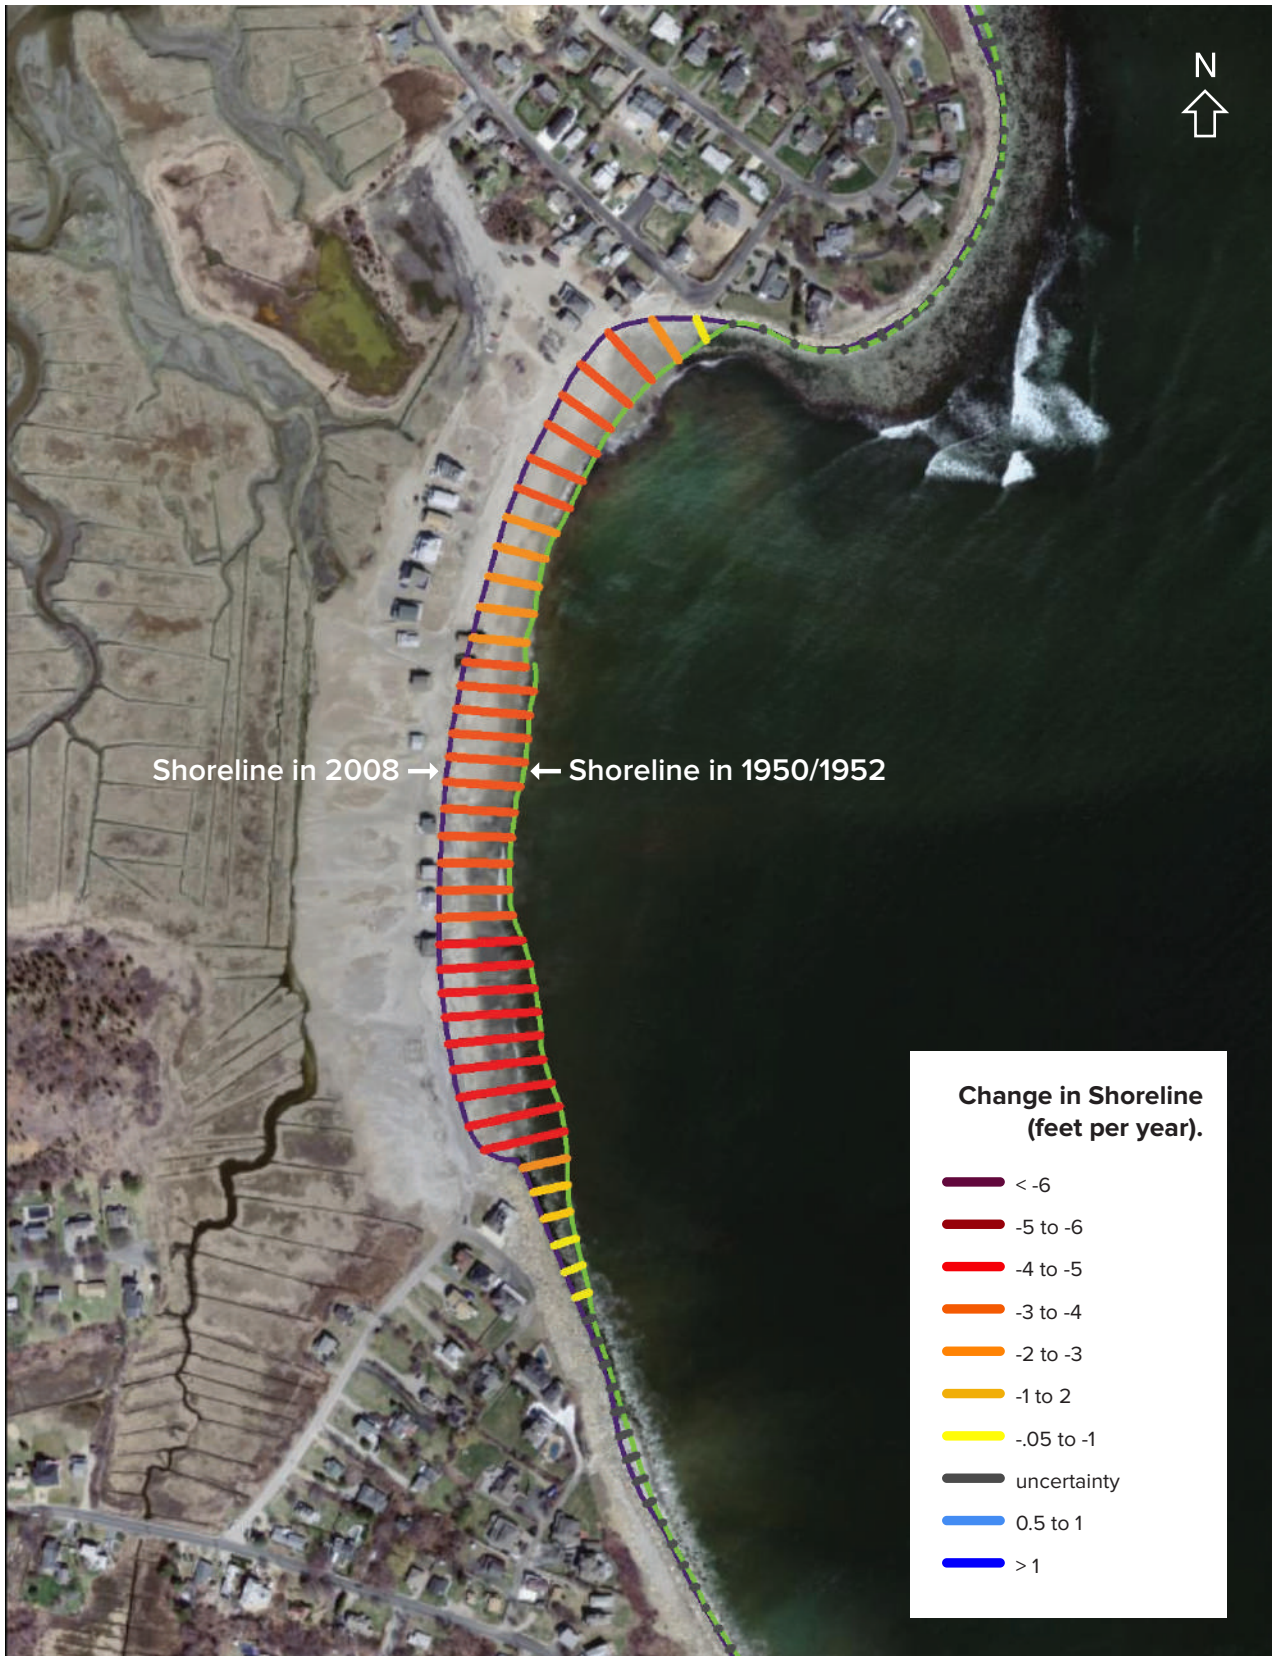 N
Shoreline in 2008
Shoreline in 1950/1952
Change in Shoreline
(feet per year).
< -6
-5 to -6
-4 to -5
-3 to -4
-2 to -3
-1 to 2
-.05 to -1
uncertainty
0.5 to 1
> 1